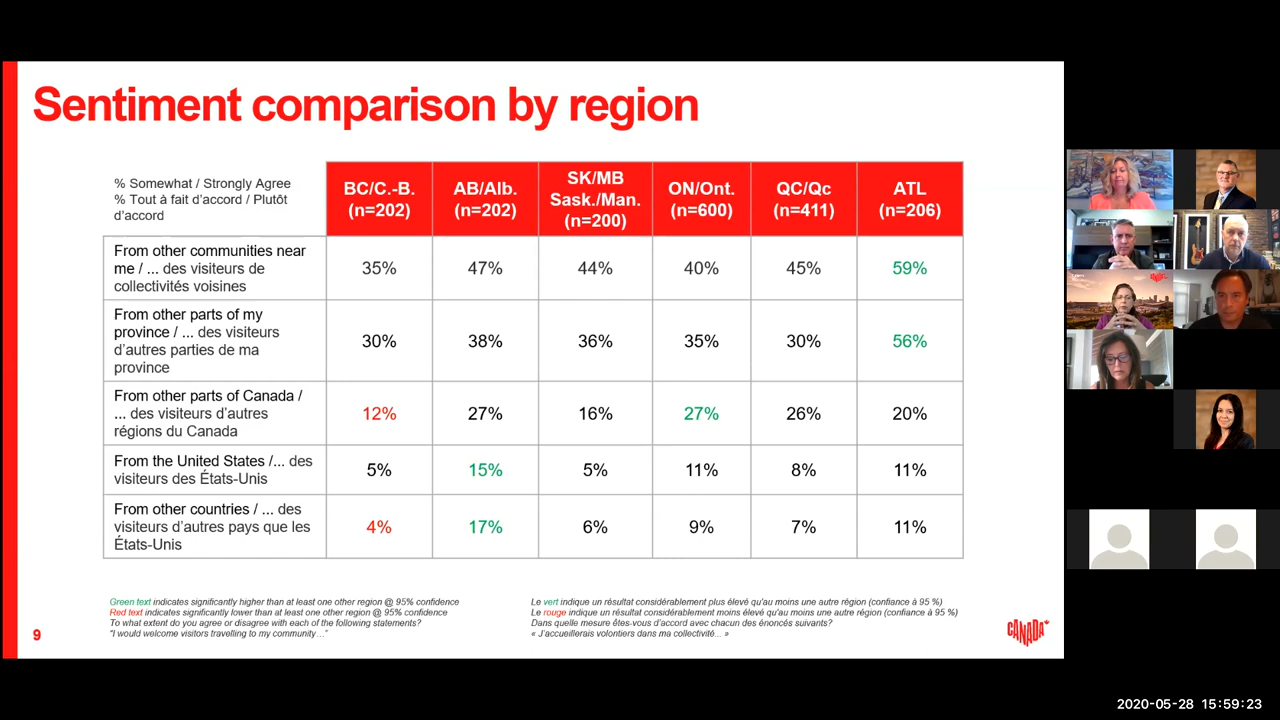 Sentiment comparison by region
% Somewhat / Strongly Agree
% Tout à fait d'accord / Plutôt
d'accord
BC/C.-B.
(n=202)
AB/Alb.
(n=202)
SK/MB
Sask./Man.
(n=200)
ON/Ont.
(n=600)
QC/Qc
(n=411)
ATL
(n=206)
From other communities near
me / ... des visiteurs de
collectivités voisines
35%
47%
44%
40%
45%
59%
From other parts of my
province / ... des visiteurs
d'autres parties de ma
province
30%
38%
36%
35%
30%
56%
From other parts of Canada /
... des visiteurs d'autres
régions du Canada
12%
27%
16%
27%
26%
20%
From the United States /... des
visiteurs des États-Unis
5%
15%
5%
11%
8%
11%
From other countries / ... des
visiteurs d'autres pays que les
États-Unis
4%
17%
6%
9%
7%
11%
Green text indicates significantly higher than at least one other region @ 95% confidence
Red text indicates significantly lower than at least one other region @ 95% confidence
To what extent do you agree or disagree with each of the following statements?
"I would welcome visitors travelling to my community…"
Le vert indique un résultat considérablement plus élevé qu'au moins une autre région (confiance à 95 %)
Le rouge indique un résultat considérablement moins élevé qu'au moins une autre région (confiance à 95 %)
Dans quelle mesure êtes-vous d'accord avec chacun des énoncés suivants?
« J'accueillerais volontiers dans ma collectivité... »
9
CANADA
2020-05-28 15:59:23